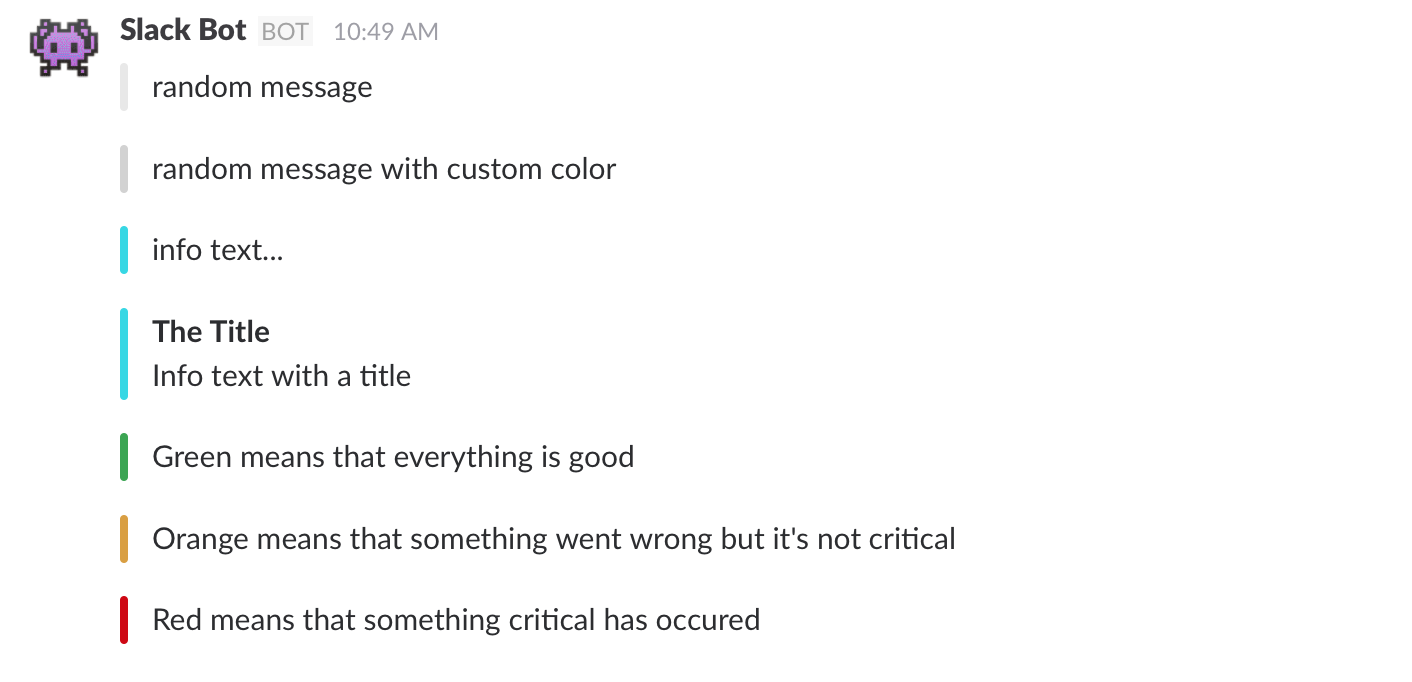 Slack Bot BOT 10:49 AM
random message
random message with custom color
info text...
The Title
Info text with a title
Green means that everything is good
Orange means that something went wrong but it's not critical
Red means that something critical has occured